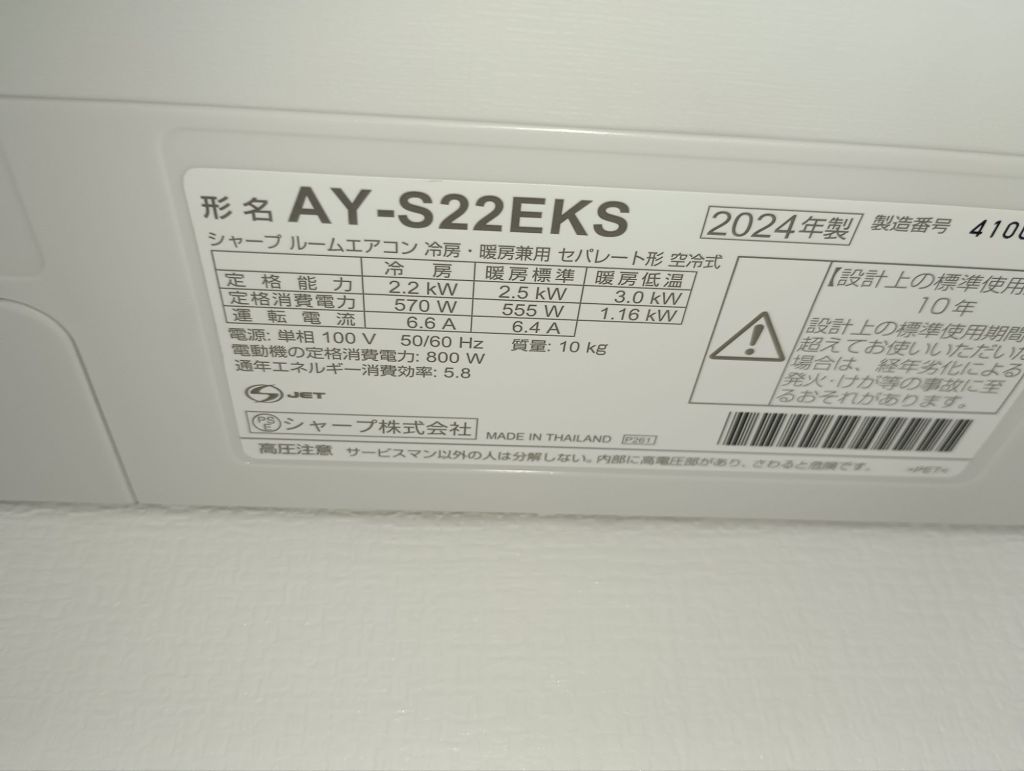 形名 AY-S22EKS
2024年製 製造番号 4100
シャープ ルームエアコン 冷房・暖房兼用 セパレート形 空冷式
冷房 暖房標準 暖房低温
定格能力 2.2 kW 2.5 kW 3.0 kW
定格消費電力 570 W 555 W 1.16 kW
運転電流 6.6 A 6.4 A
電源: 単相 100 V 50/60 Hz 質量: 10 kg
電動機の定格消費電力: 800 W
通年エネルギー消費効率: 5.8
JET
PSE シャープ株式会社 MADE IN THAILAND P261
【設計上の標準使用
10年
設計上の標準使用期間
超えてお使いいただいた
場合は、経年劣化による
発火・けが等の事故に至
るおそれがあります。
高圧注意 サービスマン以外の人は分解しない。内部に高電圧部があり、さわると危険です。 >PET<